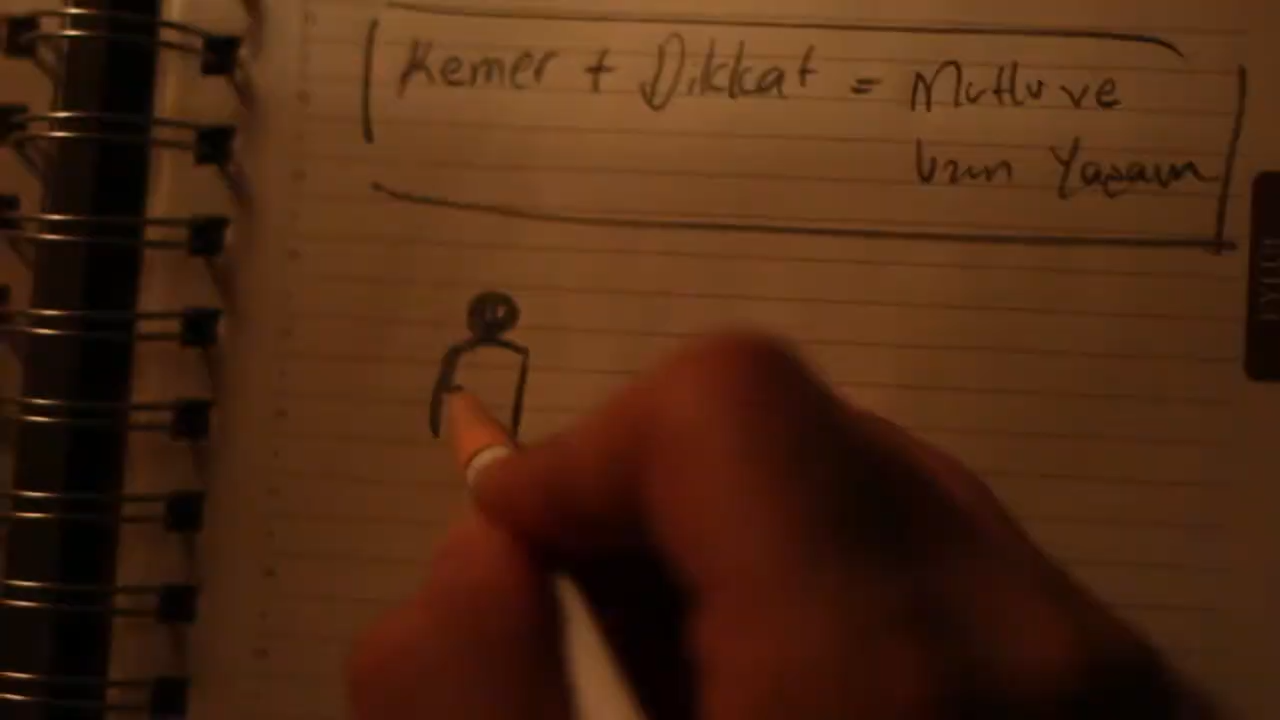 Kemer + Dikkat = Mutlu ve
Uzun Yaşam